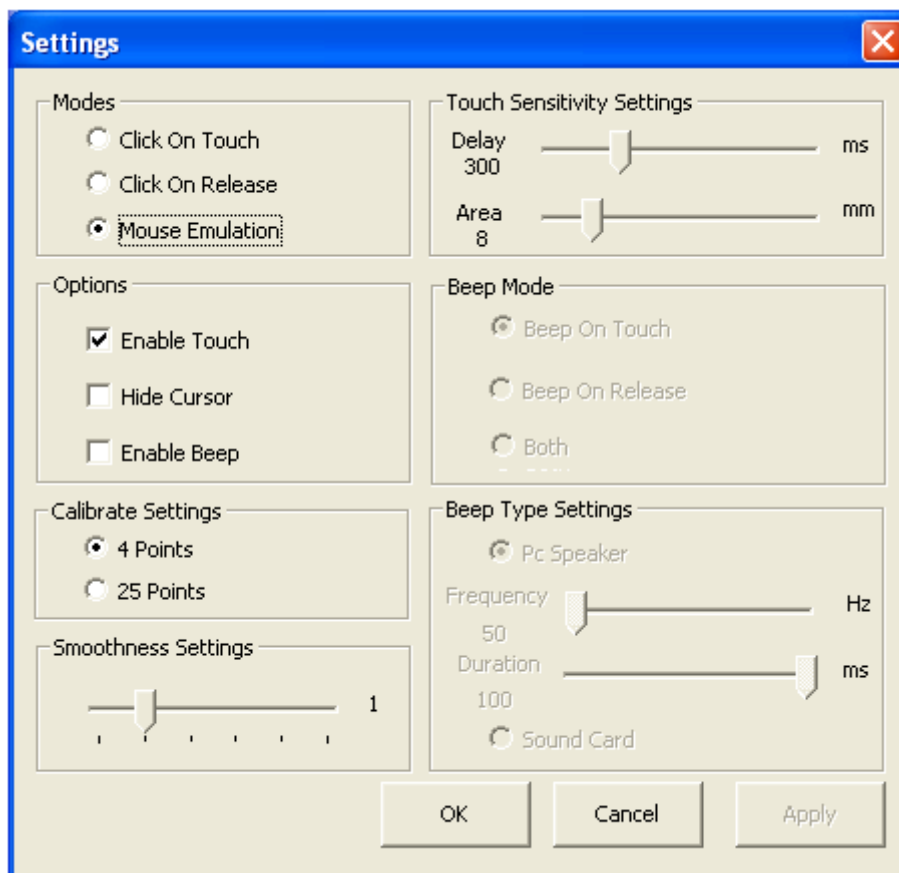 Settings
Modes
Click On Touch
Click On Release
Mouse Emulation
Touch Sensitivity Settings
Delay
300
ms
Area
8
mm
Options
Enable Touch
Hide Cursor
Enable Beep
Beep Mode
Beep On Touch
Beep On Release
Both
Calibrate Settings
4 Points
25 Points
Beep Type Settings
Pc Speaker
Frequency
50
Hz
Duration
100
ms
Sound Card
Smoothness Settings
1
OK
Cancel
Apply